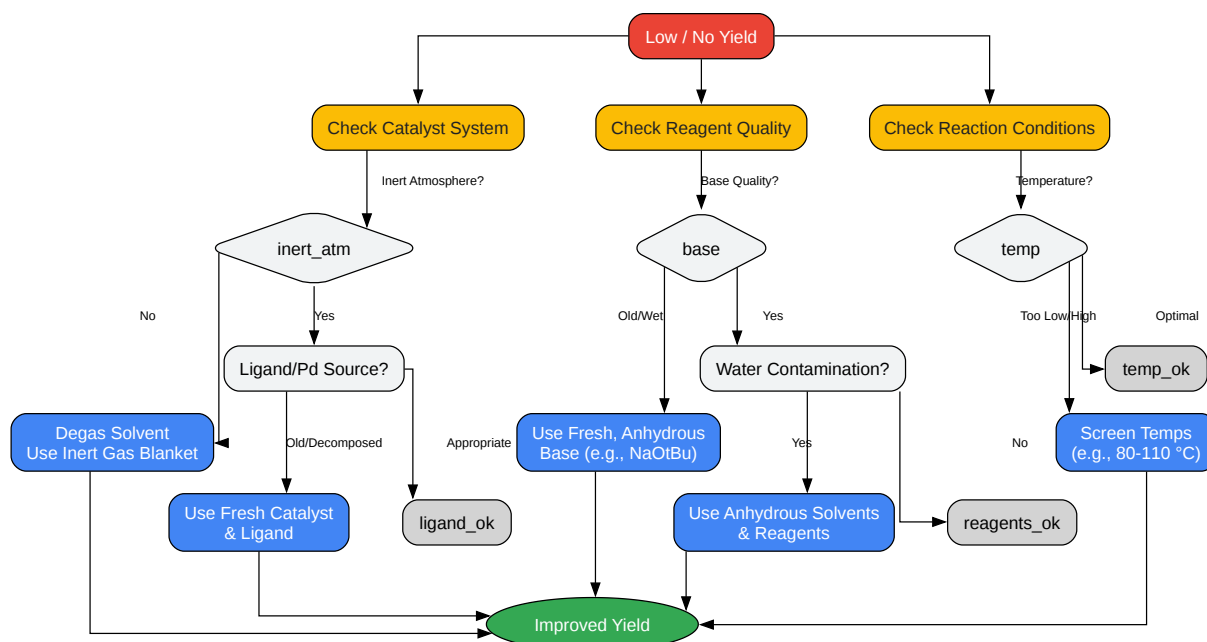 Low / No Yield
Check Catalyst System
Check Reagent Quality
Check Reaction Conditions
Inert Atmosphere?
Base Quality?
Temperature?
inert_atm
base
temp
No
Yes
Old/Wet
Yes
Too Low/High
Optimal
Ligand/Pd Source?
Water Contamination?
temp_ok
Degas Solvent
Use Inert Gas Blanket
Old/Decomposed
Appropriate
Use Fresh, Anhydrous
Base (e.g., NaOtBu)
Yes
No
Screen Temps
(e.g., 80-110 °C)
Use Fresh Catalyst
& Ligand
ligand_ok
Use Anhydrous Solvents
& Reagents
reagents_ok
Improved Yield